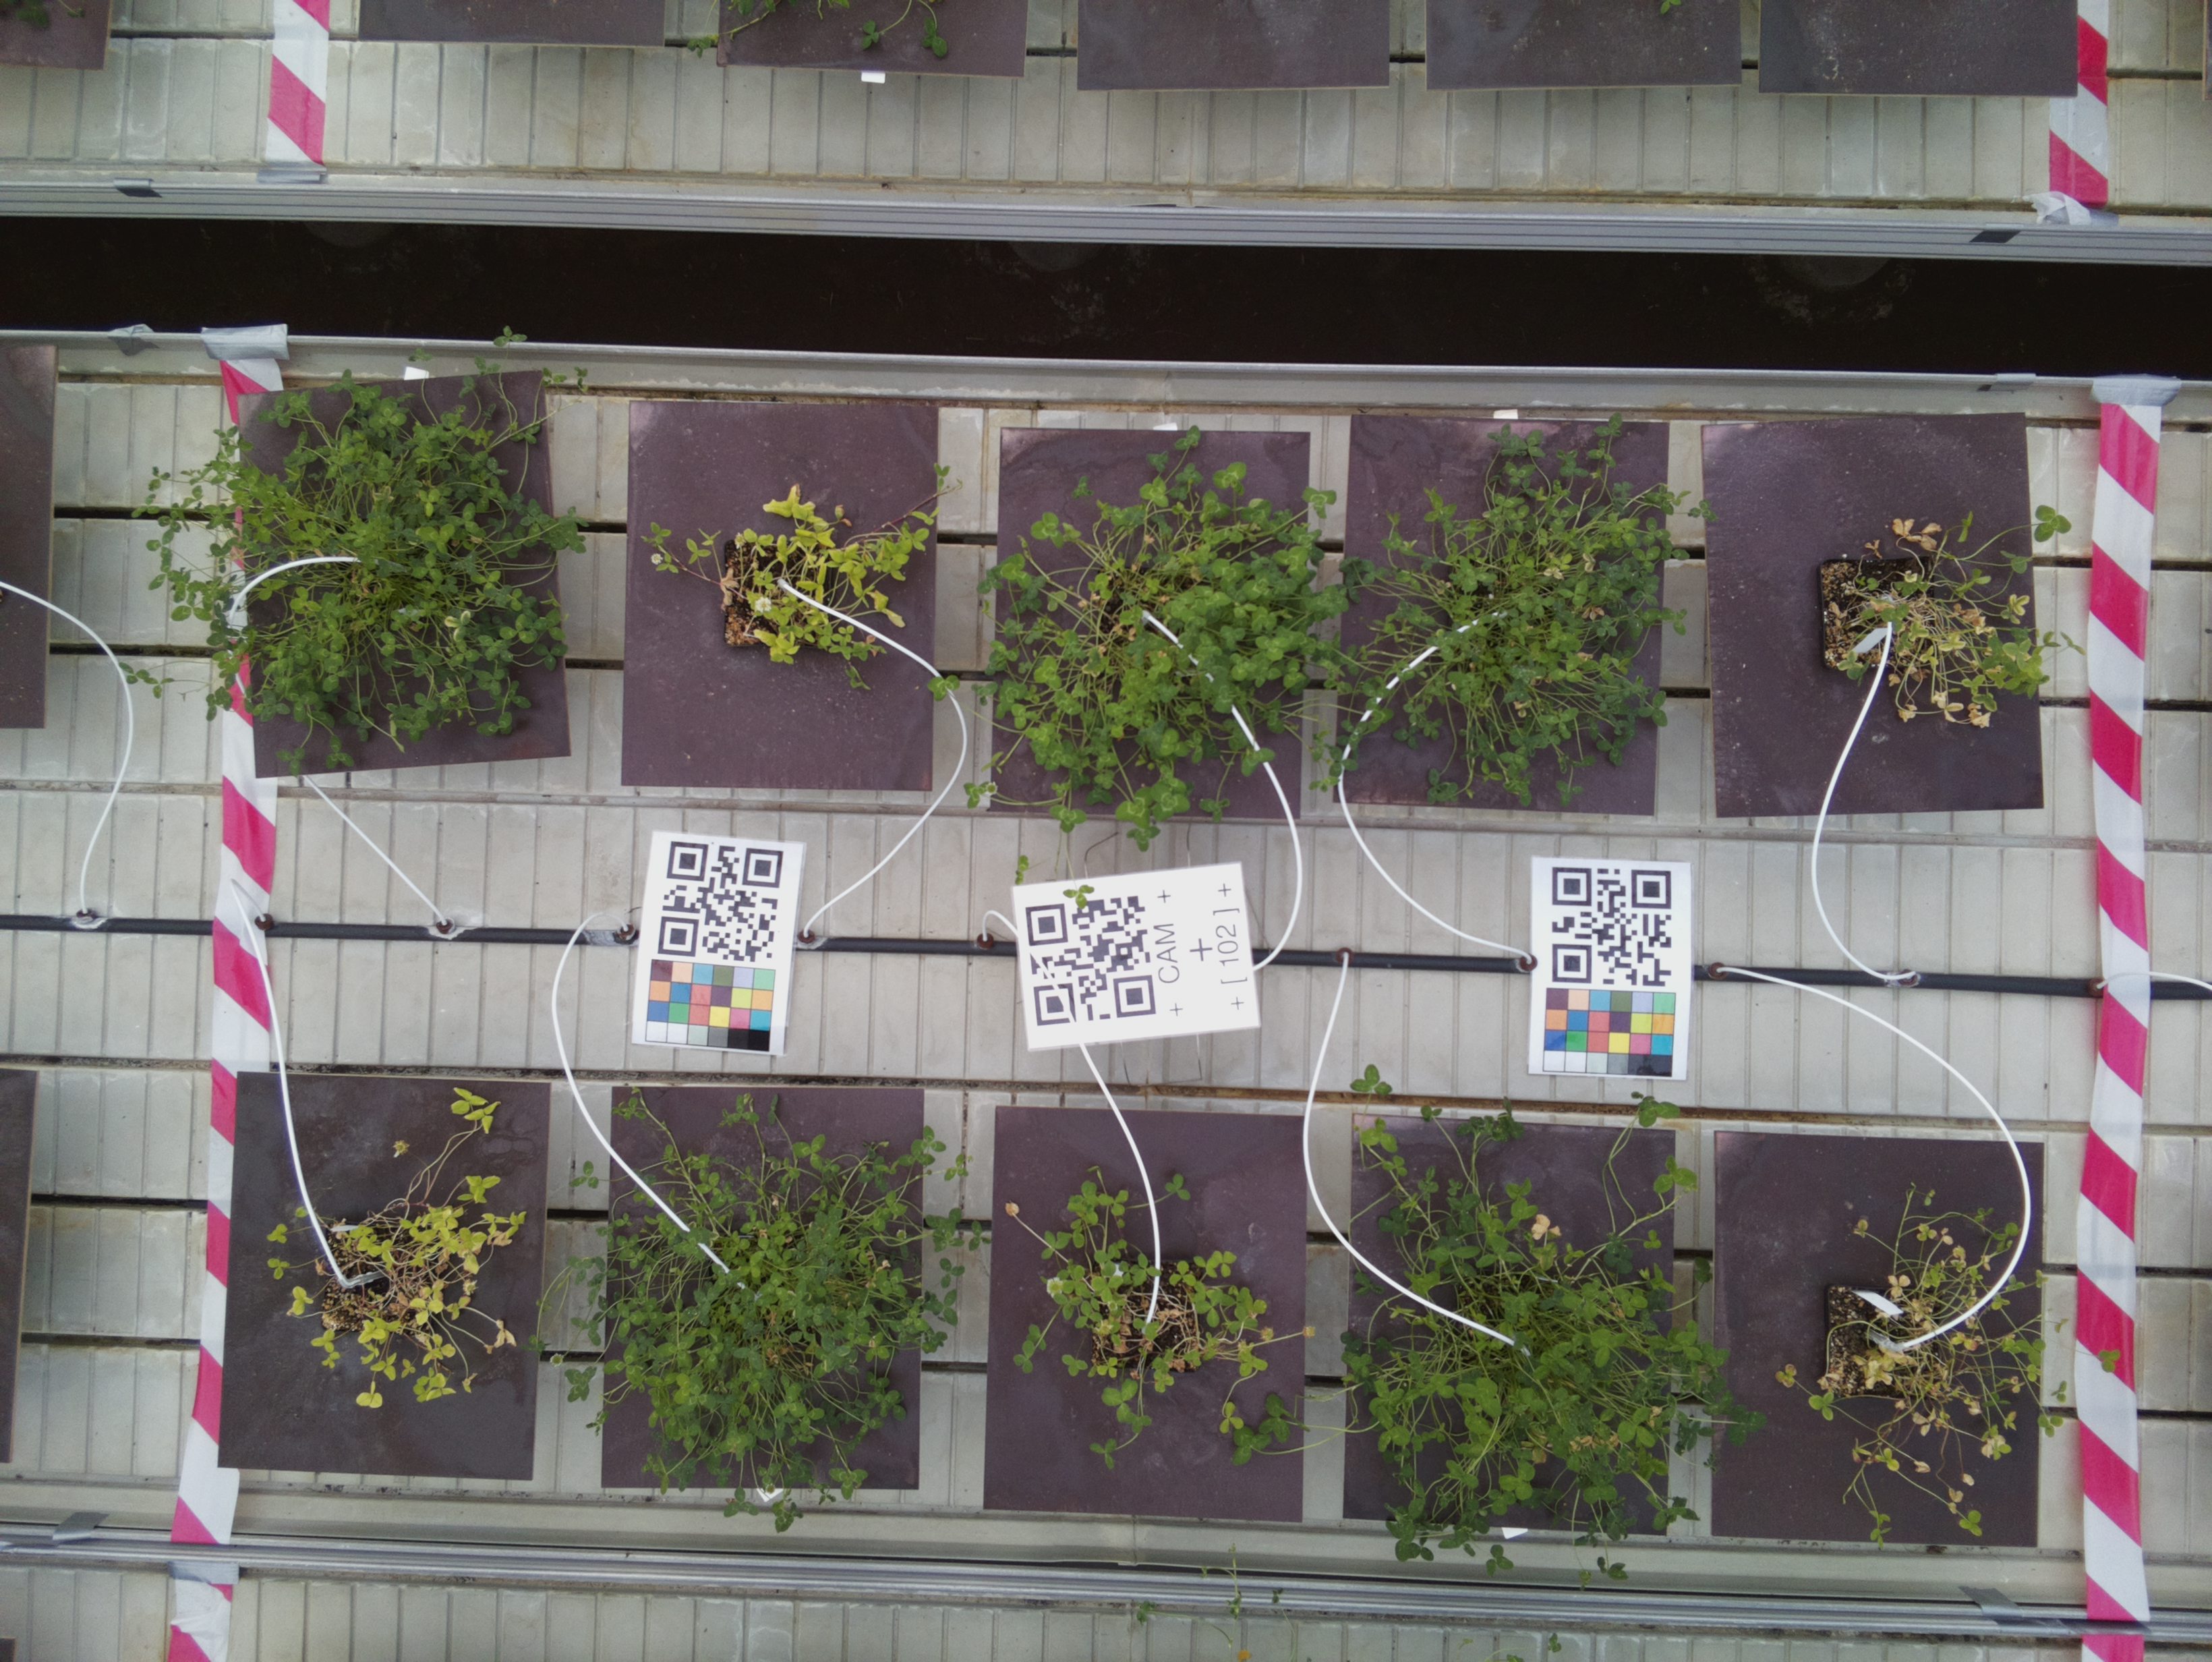 + CAM +
+
+ [ 102 ] +